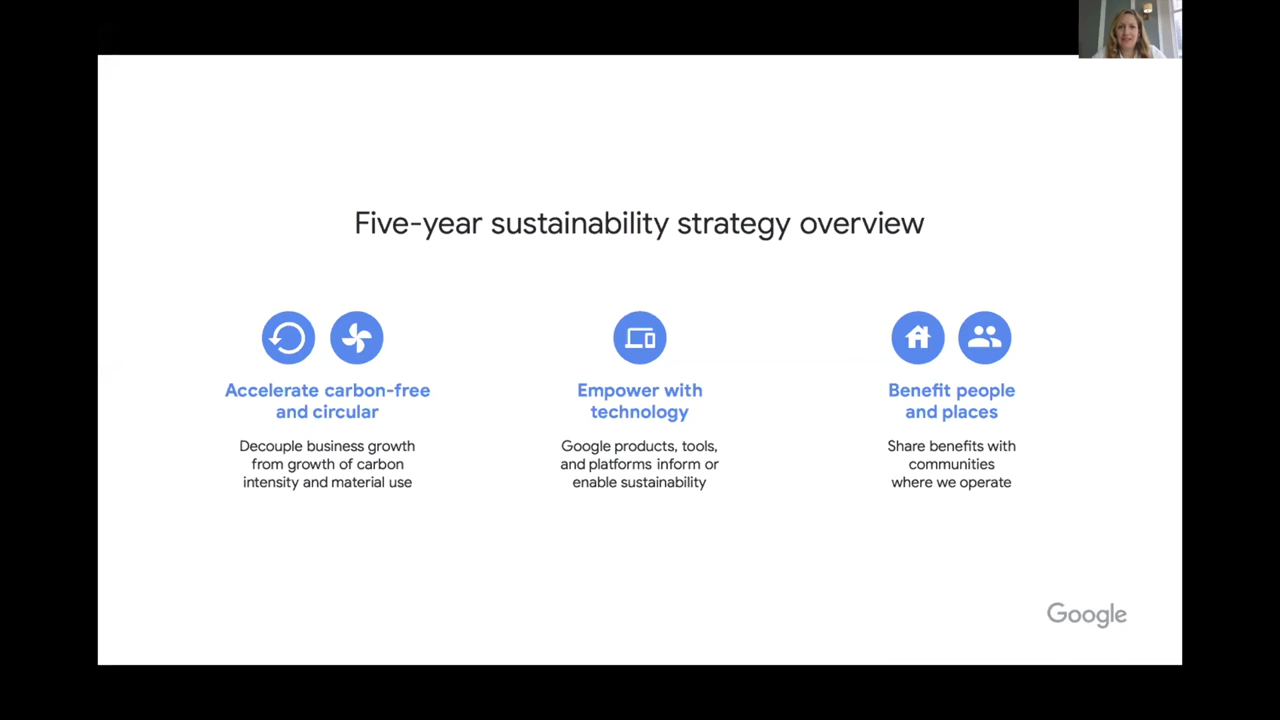 Five-year sustainability strategy overview
Accelerate carbon-free
and circular
Decouple business growth
from growth of carbon
intensity and material use
Empower with
technology
Google products, tools,
and platforms inform or
enable sustainability
Benefit people
and places
Share benefits with
communities
where we operate
Google